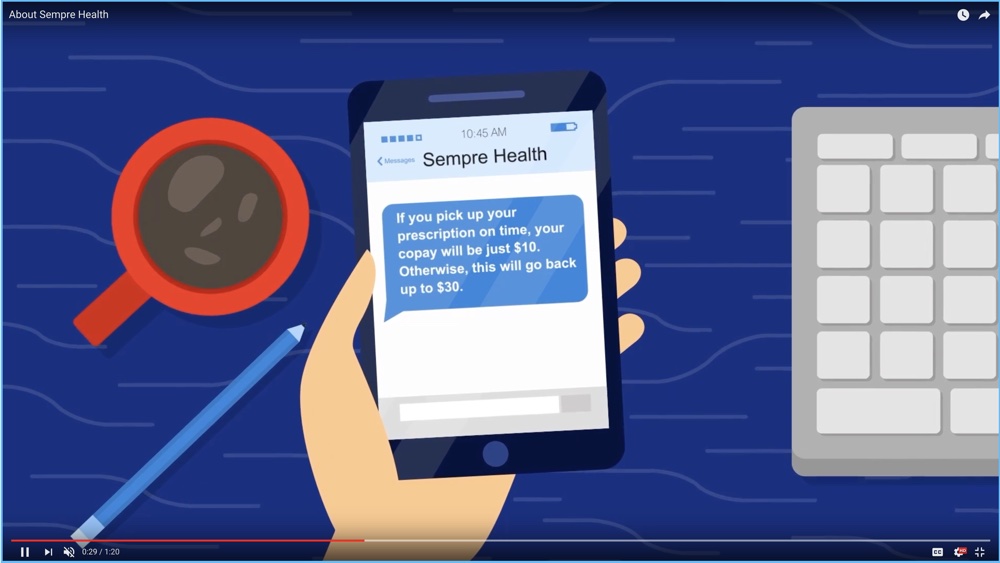 About Sempre Health
10:45 AM
Messages
Sempre Health
If you pick up your
prescription on time, your
copay will be just $10.
Otherwise, this will go back
up to $30.
0:29 / 1:20
CC
HD